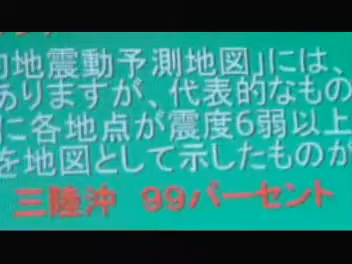 的地震動予測地図」には、
ありますが、代表的なもの
に各地点が震度6弱以上
を地図として示したものが
三陸沖 99パーセント